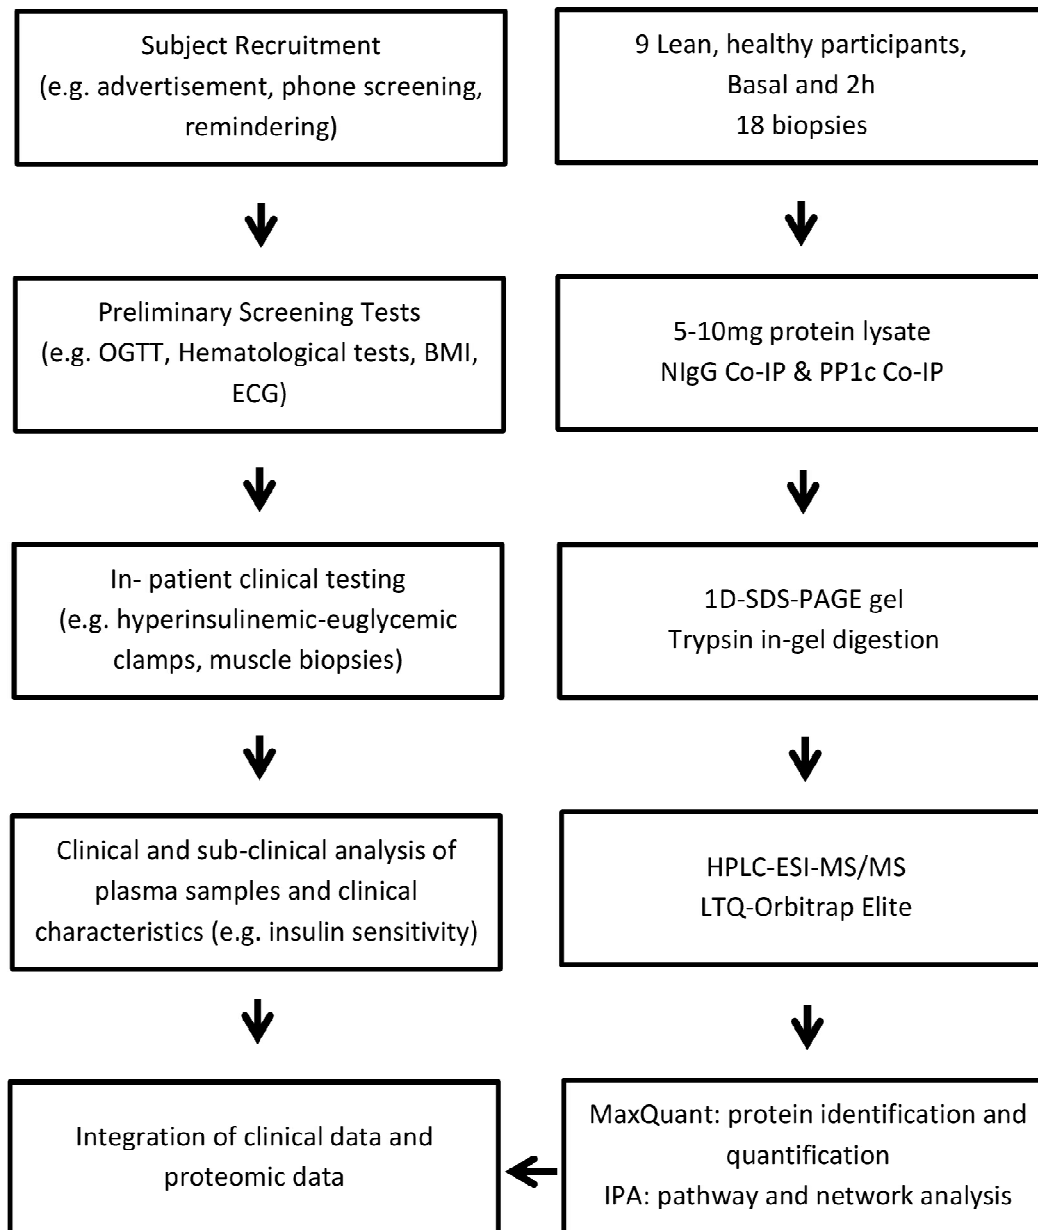 Subject Recruitment
(e.g. advertisement, phone screening,
remindering)
Preliminary Screening Tests
(e.g. OGTT, Hematological tests, BMI,
ECG)
In- patient clinical testing
(e.g. hyperinsulinemic-euglycemic
clamps, muscle biopsies)
Clinical and sub-clinical analysis of
plasma samples and clinical
characteristics (e.g. insulin sensitivity)
Integration of clinical data and
proteomic data
9 Lean, healthy participants,
Basal and 2h
18 biopsies
5-10mg protein lysate
NIgG Co-IP & PP1c Co-IP
1D-SDS-PAGE gel
Trypsin in-gel digestion
HPLC-ESI-MS/MS
LTQ-Orbitrap Elite
MaxQuant: protein identification and
quantification
IPA: pathway and network analysis